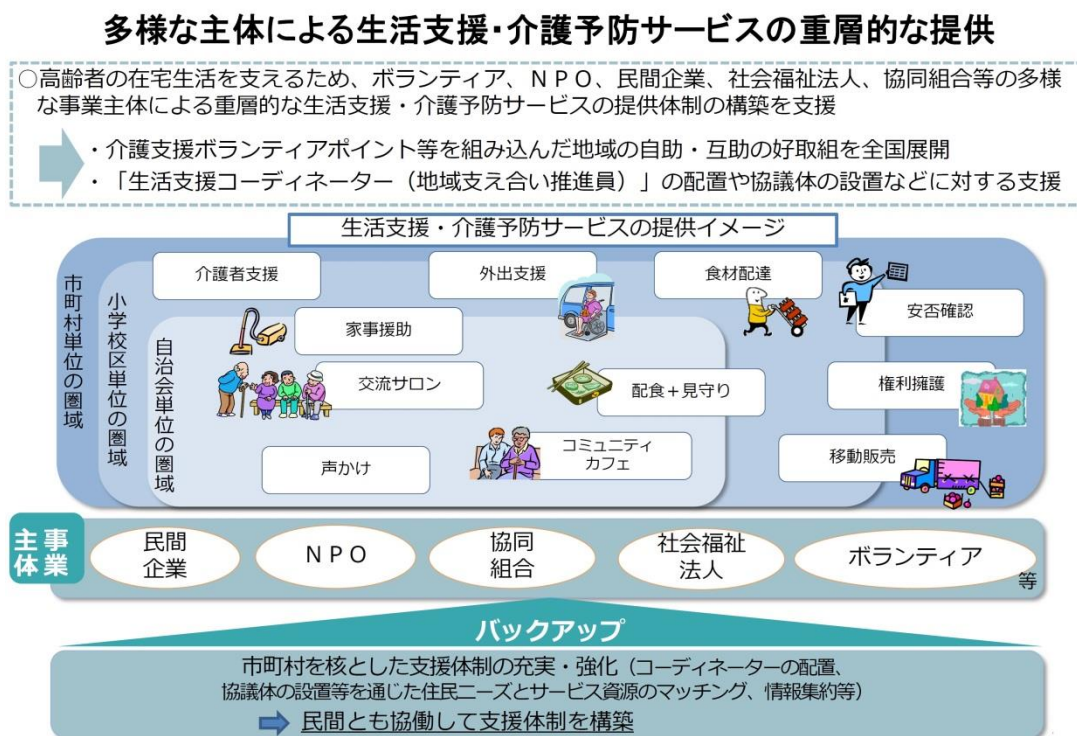 多様な主体による生活支援・介護予防サービスの重層的な提供
○高齢者の在宅生活を支えるため、ボランティア、ＮＰＯ、民間企業、社会福祉法人、協同組合等の多様
な事業主体による重層的な生活支援・介護予防サービスの提供体制の構築を支援
・介護支援ボランティアポイント等を組み込んだ地域の自助・互助の好取組を全国展開
・「生活支援コーディネーター（地域支え合い推進員）」の配置や協議体の設置などに対する支援
生活支援・介護予防サービスの提供イメージ
市町村単位の圏域
小学校区単位の圏域
自治会単位の圏域
介護者支援
外出支援
食材配達
安否確認
家事援助
交流サロン
配食＋見守り
権利擁護
声かけ
コミュニティ
カフェ
移動販売
事業
主体
民間
企業
ＮＰＯ
協同
組合
社会福祉
法人
ボランティア
等
バックアップ
市町村を核とした支援体制の充実・強化（コーディネーターの配置、
協議体の設置等を通じた住民ニーズとサービス資源のマッチング、情報集約等）
民間とも協働して支援体制を構築